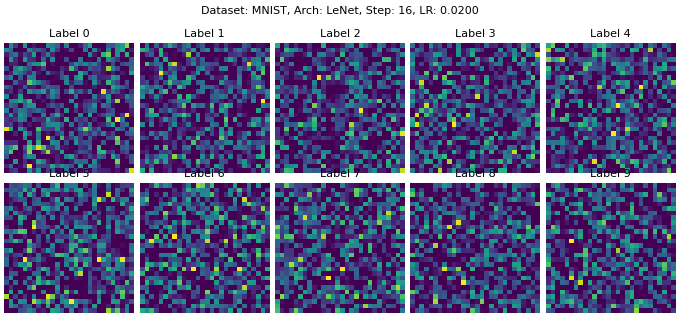 Dataset: MNIST, Arch: LeNet, Step: 16, LR: 0.0200
Label 0 Label 1 Label 2 Label 3 Label 4
Label 5 Label 6 Label 7 Label 8 Label 9